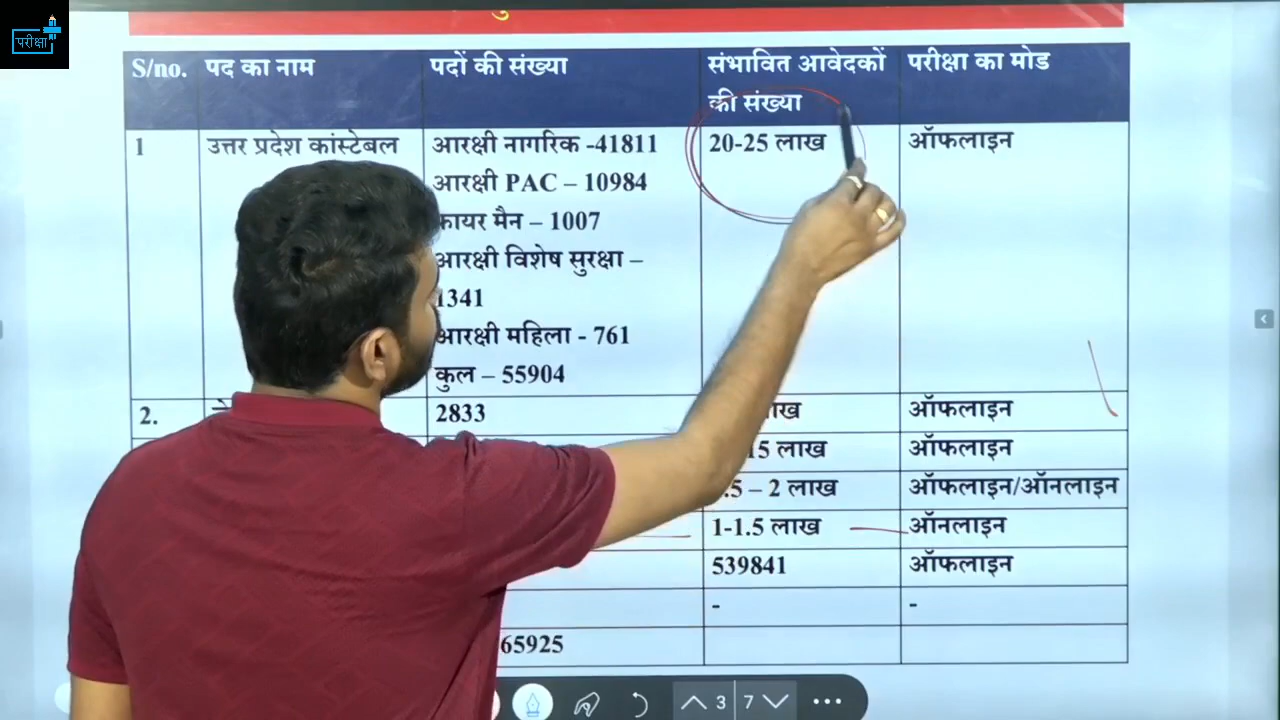 परीक्षा
S/no. पद का नाम पदों की संख्या संभावित आवेदकों की संख्या परीक्षा का मोड
1 उत्तर प्रदेश कांस्टेबल आरक्षी नागरिक -41811 20-25 लाख ऑफलाइन
आरक्षी PAC – 10984
फायर मैन – 1007
आरक्षी विशेष सुरक्षा –
1341
आरक्षी महिला - 761
कुल – 55904
2. 2833 लाख ऑफलाइन
15 लाख ऑफलाइन
.5 – 2 लाख ऑफलाइन/ऑनलाइन
1-1.5 लाख ऑनलाइन
539841 ऑफलाइन
- -
65925
3 7